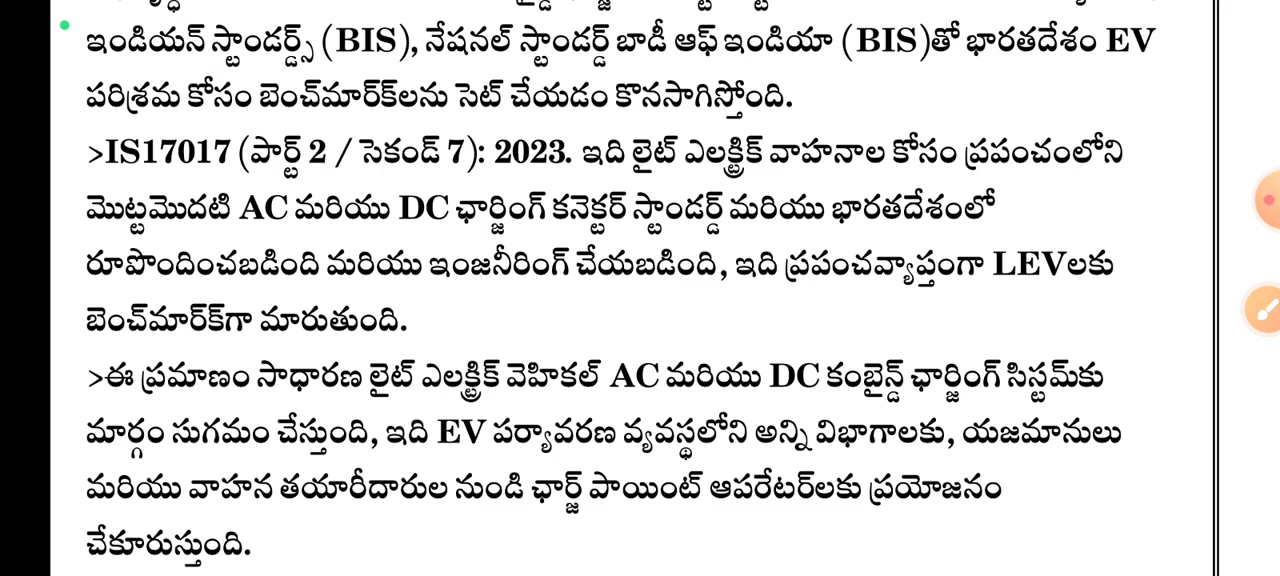 ఇండియన్ స్టాండర్డ్స్ (BIS), నేషనల్ స్టాండర్డ్ బాడీ ఆఫ్ ఇండియా (BIS)తో భారతదేశం EV
పరిశ్రమ కోసం బెంచ్‌మార్క్‌లను సెట్ చేయడం కొనసాగిస్తోంది.
>IS17017 (పార్ట్ 2 / సెకండ్ 7): 2023. ఇది లైట్ ఎలక్ట్రిక్ వాహనాల కోసం ప్రపంచంలోని
మొట్టమొదటి AC మరియు DC ఛార్జింగ్ కనెక్టర్ స్టాండర్డ్ మరియు భారతదేశంలో
రూపొందించబడింది మరియు ఇంజనీరింగ్ చేయబడింది, ఇది ప్రపంచవ్యాప్తంగా LEVలకు
బెంచ్‌మార్క్‌గా మారుతుంది.
>ఈ ప్రమాణం సాధారణ లైట్ ఎలక్ట్రిక్ వెహికల్ AC మరియు DC కంబైన్డ్ ఛార్జింగ్ సిస్టమ్‌కు
మార్గం సుగమం చేస్తుంది, ఇది EV పర్యావరణ వ్యవస్థలోని అన్ని విభాగాలకు, యజమానులు
మరియు వాహన తయారీదారుల నుండి ఛార్జ్ పాయింట్ ఆపరేటర్‌లకు ప్రయోజనం
చేకూరుస్తుంది.